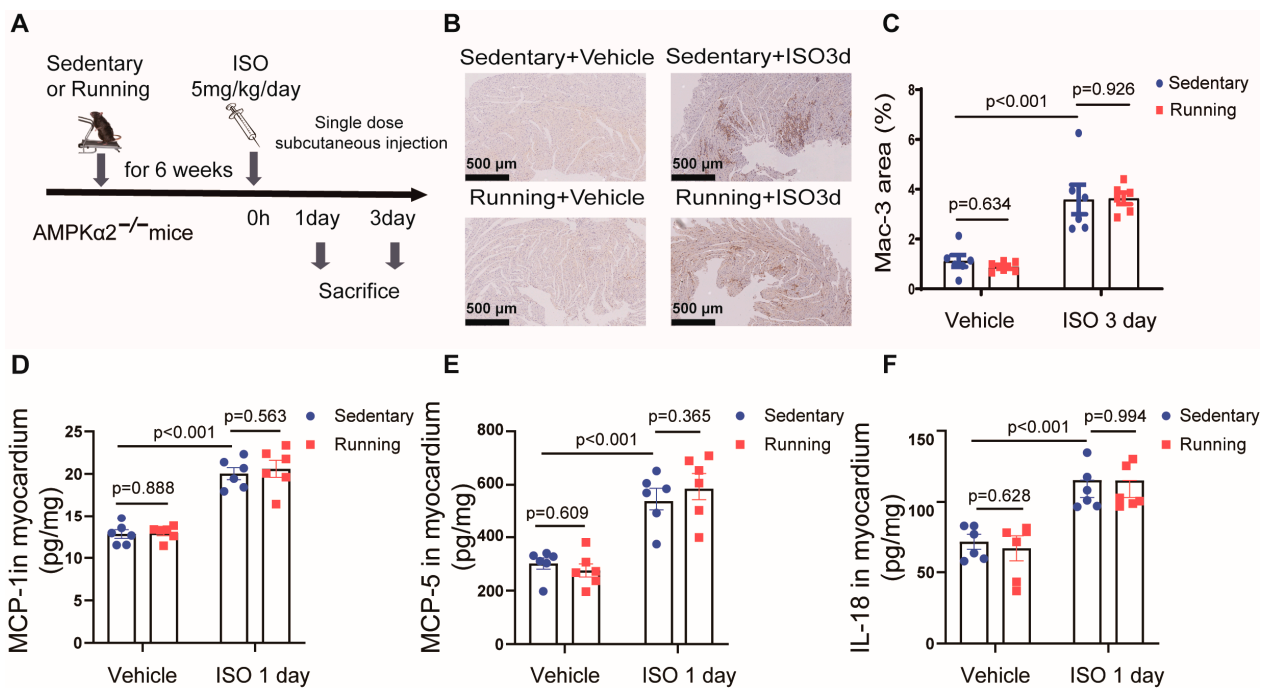 A
Sedentary
or Running
ISO
5mg/kg/day
Single dose
subcutaneous injection
for 6 weeks
0h
1day
3day
AMPKα2−/−mice
Sacrifice
B
Sedentary+Vehicle
Sedentary+ISO3d
500 μm
500 μm
Running+Vehicle
Running+ISO3d
500 μm
500 μm
C
Mac-3 area (%)
8
6
4
2
0
p=0.634
p<0.001
p=0.926
Sedentary
Running
Vehicle
ISO 3 day
D
MCP-1in myocardium
(pg/mg)
25
20
15
10
5
0
p=0.888
p<0.001
p=0.563
Sedentary
Running
Vehicle
ISO 1 day
E
MCP-5 in myocardium
(pg/mg)
800
600
400
200
0
p=0.609
p<0.001
p=0.365
Sedentary
Running
Vehicle
ISO 1 day
F
IL-18 in myocardium
(pg/mg)
150
100
50
0
p=0.628
p<0.001
p=0.994
Sedentary
Running
Vehicle
ISO 1 day